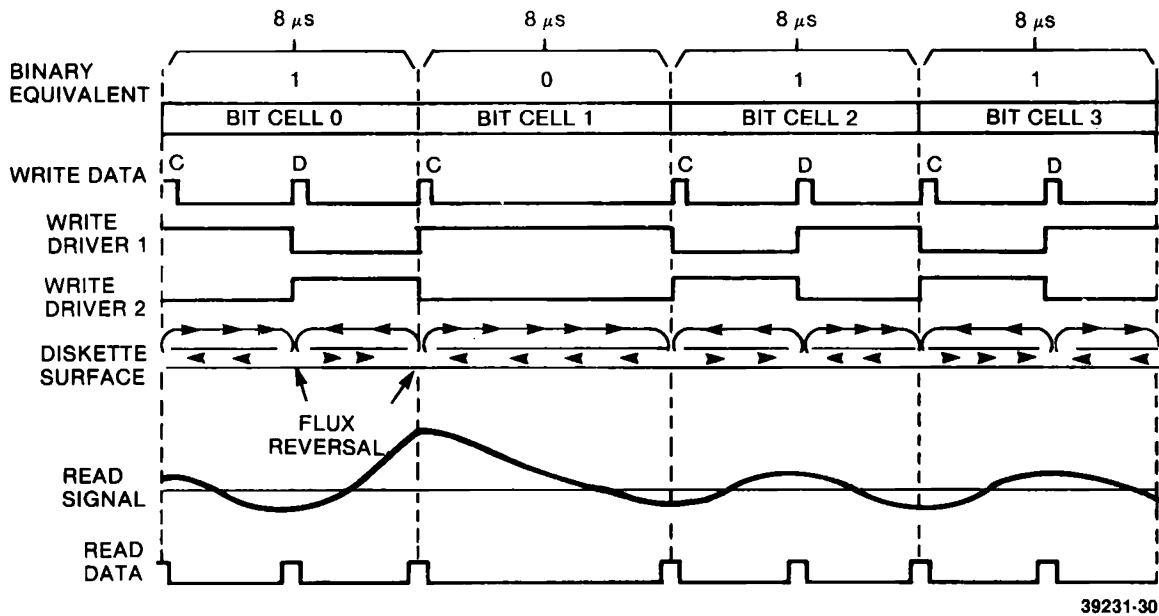 8 μs 8 μs 8 μs 8 μs
BINARY
EQUIVALENT
1 0 1 1
BIT CELL 0 BIT CELL 1 BIT CELL 2 BIT CELL 3
WRITE DATA
C D C C D C D
WRITE
DRIVER 1
WRITE
DRIVER 2
DISKETTE
SURFACE
FLUX
REVERSAL
READ
SIGNAL
READ
DATA
39231-30